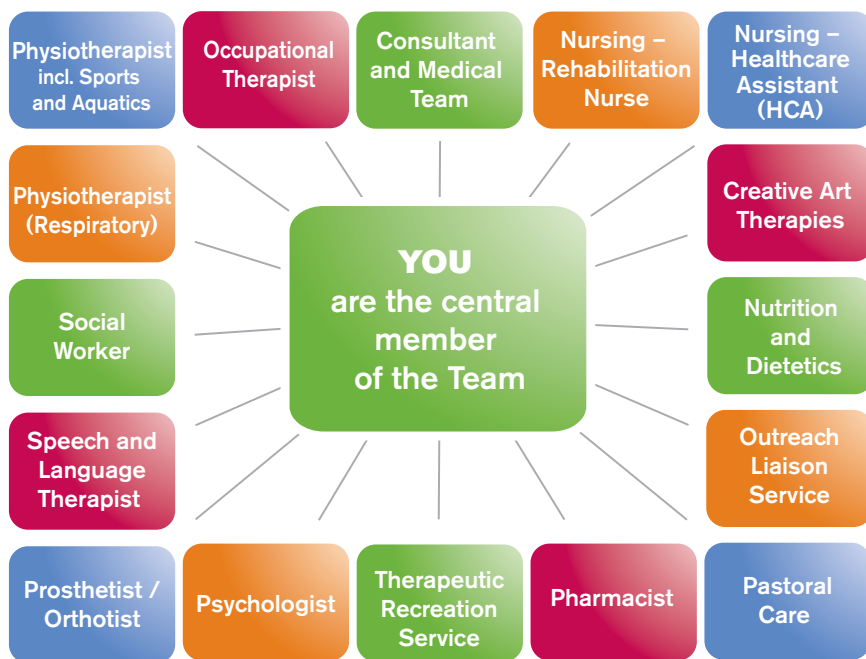 Physiotherapist
incl. Sports
and Aquatics
Occupational
Therapist
Consultant
and Medical
Team
Nursing –
Rehabilitation
Nurse
Nursing –
Healthcare
Assistant
(HCA)
Physiotherapist
(Respiratory)
YOU
are the central
member
of the Team
Creative Art
Therapies
Social
Worker
Nutrition
and
Dietetics
Speech and
Language
Therapist
Outreach
Liaison
Service
Prosthetist /
Orthotist
Psychologist
Therapeutic
Recreation
Service
Pharmacist
Pastoral
Care